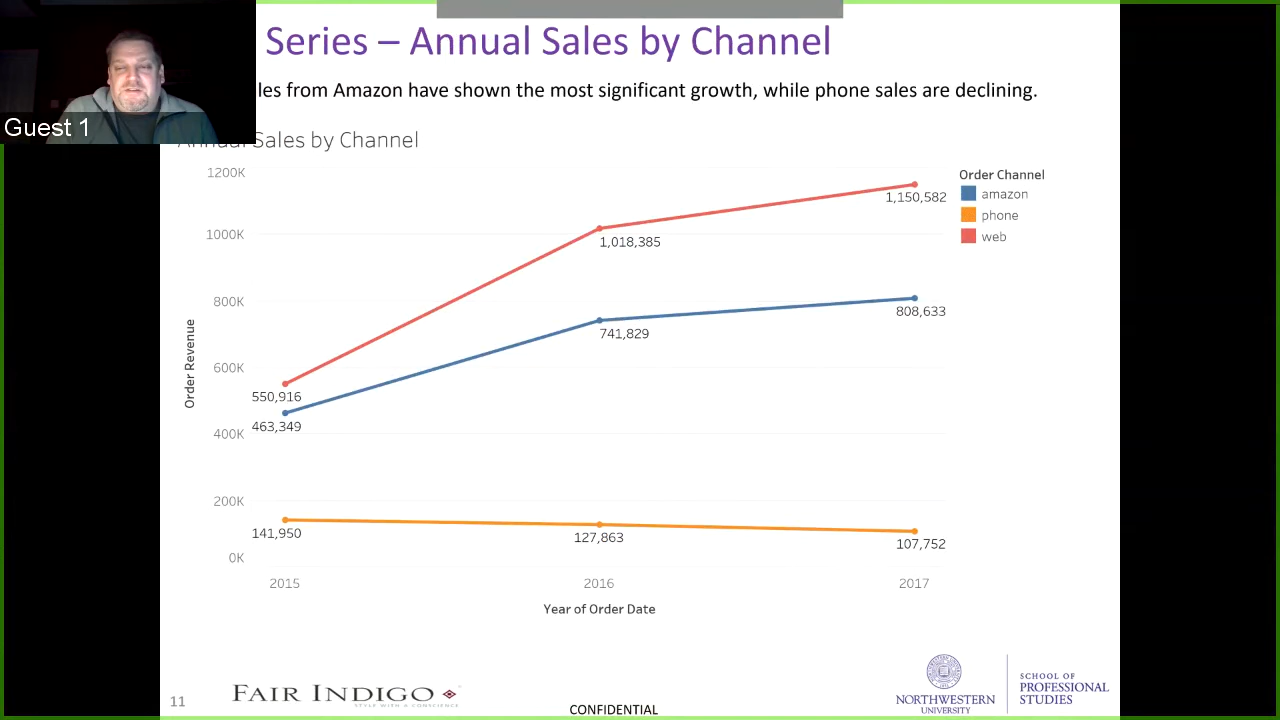 Series – Annual Sales by Channel
from Amazon have shown the most significant growth, while phone sales are declining.
Guest 1
Sales by Channel
1200K
1000K
800K
600K
400K
200K
0K
Order Revenue
550,916
463,349
141,950
1,018,385
741,829
127,863
1,150,582
808,633
107,752
2015 2016 2017
Year of Order Date
Order Channel
amazon
phone
web
11
FAIR INDIGO
STYLE WITH A CONSCIENCE
CONFIDENTIAL
NORTHWESTERN
UNIVERSITY
SCHOOL OF
PROFESSIONAL
STUDIES